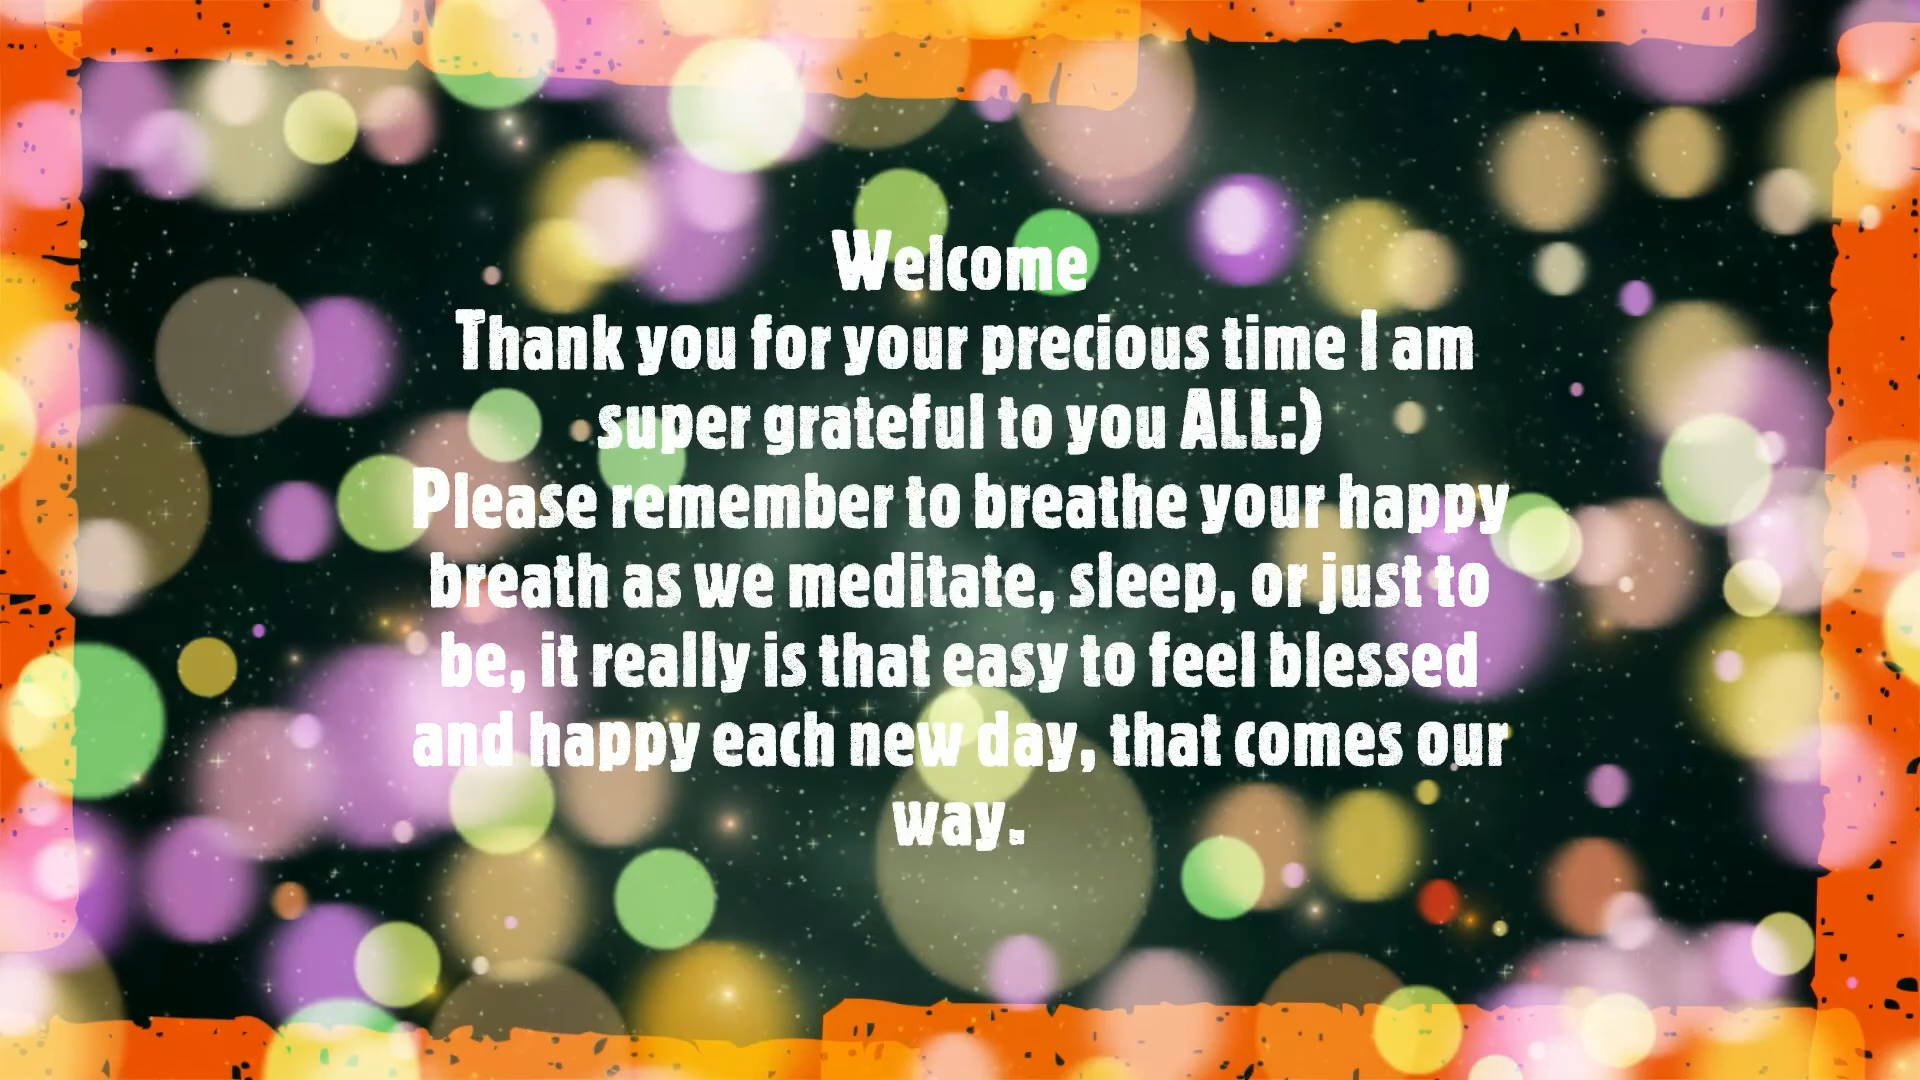 Welcome
Thank you for your precious time I am
super grateful to you ALL:)
Please remember to breathe your happy
breath as we meditate, sleep, or just to
be, it really is that easy to feel blessed
and happy each new day, that comes our
way.